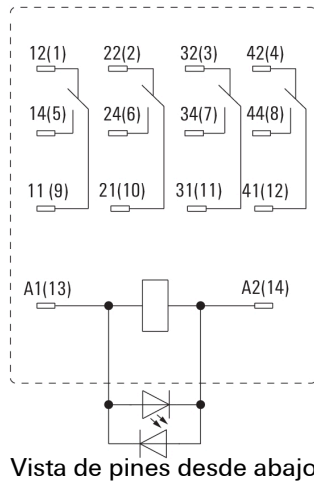 12(1) 22(2) 32(3) 42(4)
14(5) 24(6) 34(7) 44(8)
11 (9) 21(10) 31(11) 41(12)
A1(13) A2(14)
Vista de pines desde abajo